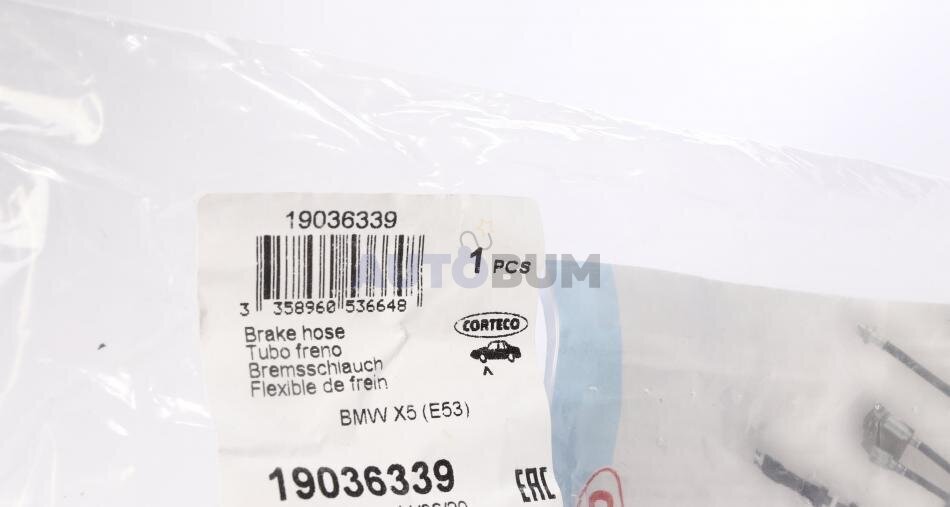 19036339
1 PCS
AUTOBUM
3 358960 536648
CORTECO
Brake hose
Tubo freno
Bremsschlauch
Flexible de frein
BMW X5 (E53)
19036339
EAC